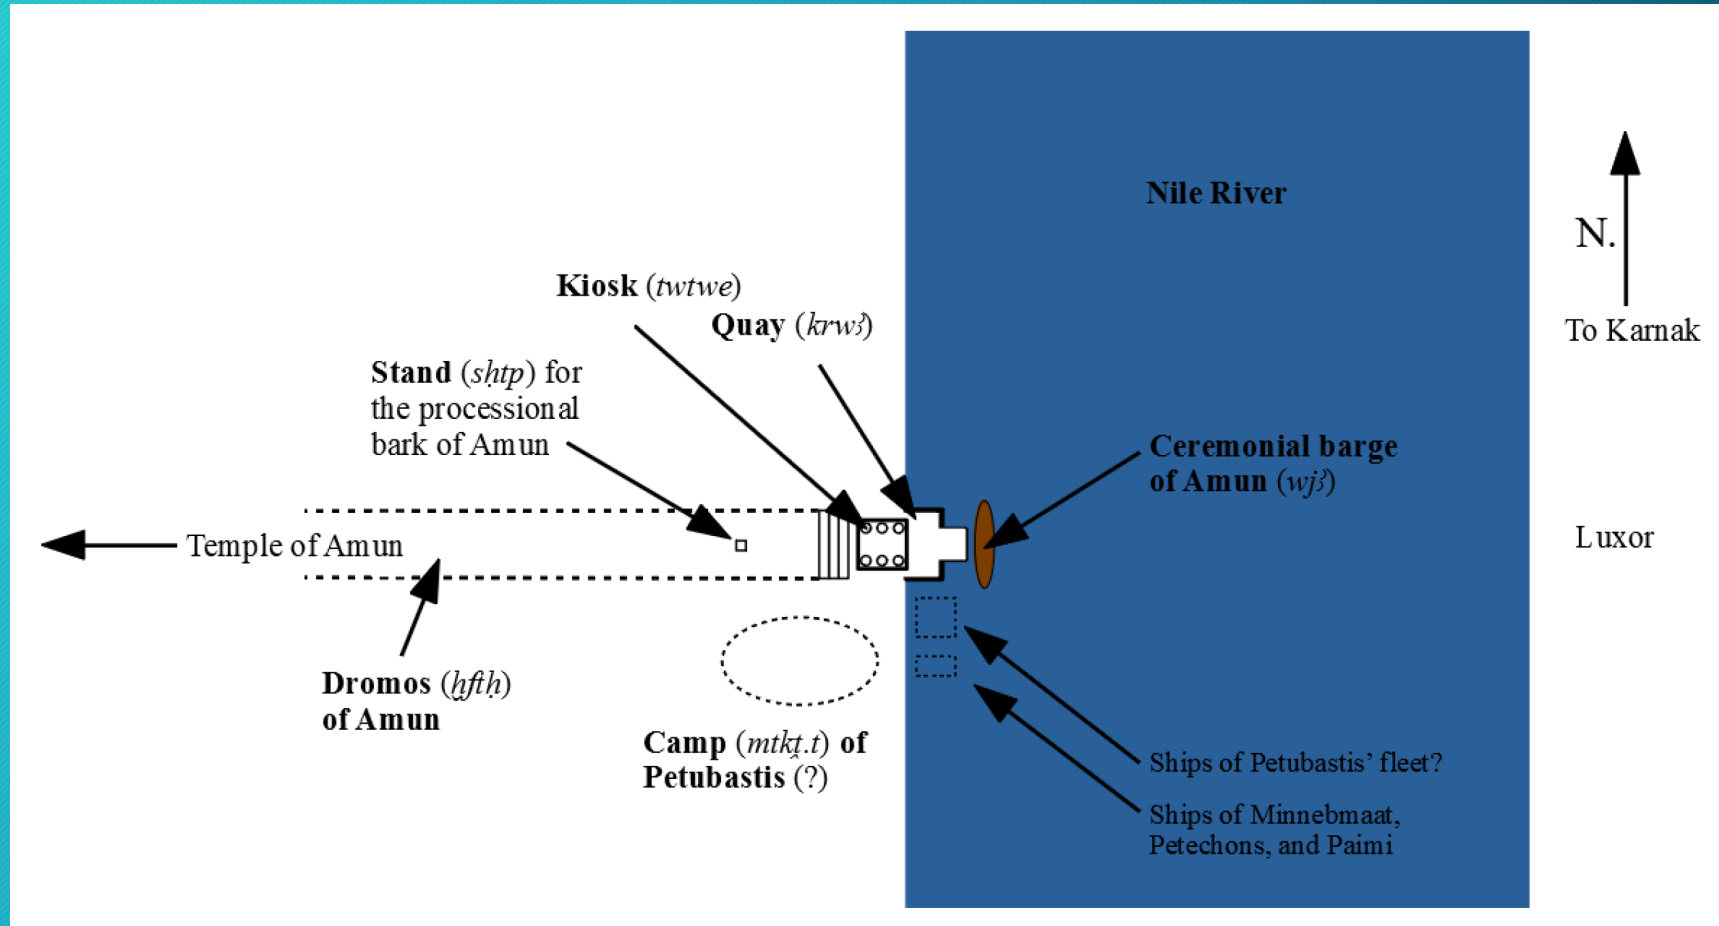 Nile River
N.
To Karnak
Kiosk (twtwe)
Quay (krwꜣ)
Stand (sḥtp) for
the processional
bark of Amun
Ceremonial barge
of Amun (wjꜣ)
Temple of Amun
Luxor
Dromos (ḫftḥ)
of Amun
Camp (mtkṱ.t) of
Petubastis (?)
Ships of Petubastis’ fleet?
Ships of Minnebmaat,
Petechons, and Paimi